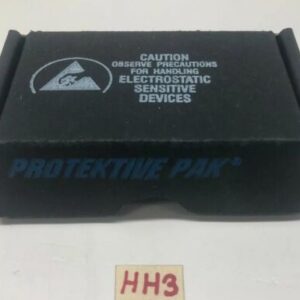 CAUTION
OBSERVE PRECAUTIONS
FOR HANDLING
ELECTROSTATIC
SENSITIVE
DEVICES
PROTEKTIVE PAK®
HH3